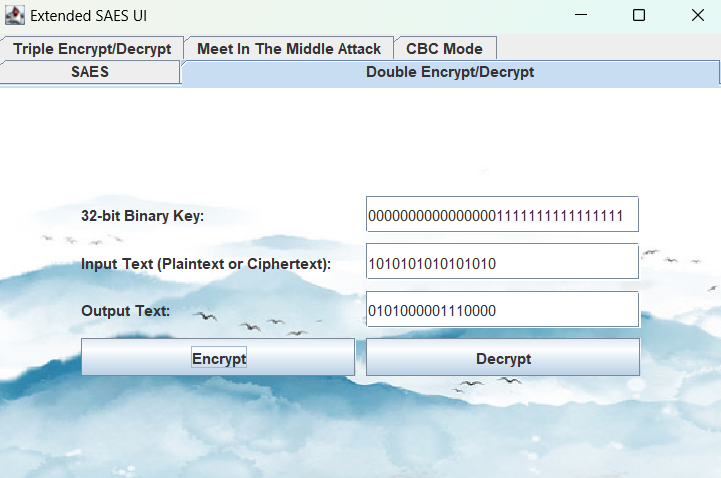 Extended SAES UI
Triple Encrypt/Decrypt Meet In The Middle Attack CBC Mode
SAES Double Encrypt/Decrypt
32-bit Binary Key: 00000000000000001111111111111111
Input Text (Plaintext or Ciphertext): 1010101010101010
Output Text: 0101000001110000
Encrypt Decrypt